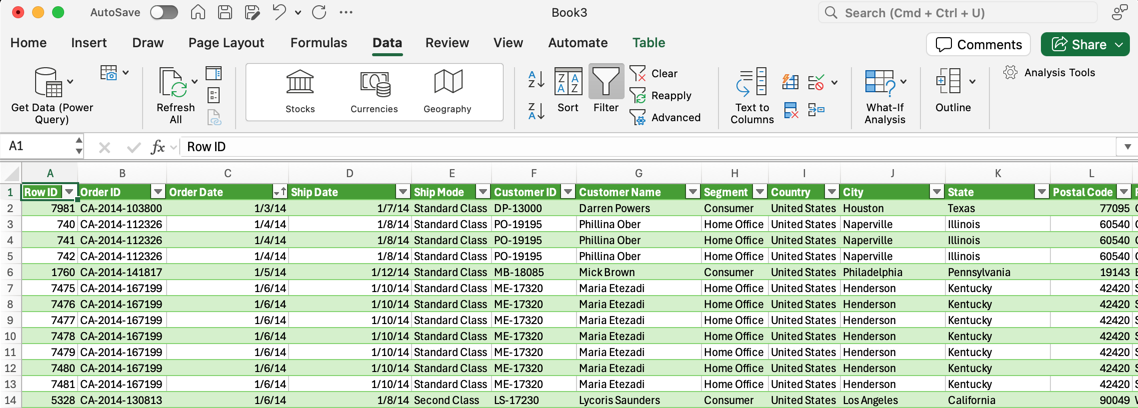 AutoSave Book3 Search (Cmd + Ctrl + U)
Home Insert Draw Page Layout Formulas Data Review View Automate Table Comments Share
Get Data (Power Query) Refresh All Stocks Currencies Geography Sort Filter Clear Reapply Advanced Text to Columns What-If Analysis Outline Analysis Tools
A1 fx Row ID
A B C D E F G H I J K L
1 Row ID Order ID Order Date Ship Date Ship Mode Customer ID Customer Name Segment Country City State Postal Code
2 7981 CA-2014-103800 1/3/14 1/7/14 Standard Class DP-13000 Darren Powers Consumer United States Houston Texas 77095
3 740 CA-2014-112326 1/4/14 1/8/14 Standard Class PO-19195 Phillina Ober Home Office United States Naperville Illinois 60540
4 741 CA-2014-112326 1/4/14 1/8/14 Standard Class PO-19195 Phillina Ober Home Office United States Naperville Illinois 60540
5 742 CA-2014-112326 1/4/14 1/8/14 Standard Class PO-19195 Phillina Ober Home Office United States Naperville Illinois 60540
6 1760 CA-2014-141817 1/5/14 1/12/14 Standard Class MB-18085 Mick Brown Consumer United States Philadelphia Pennsylvania 19143
7 7475 CA-2014-167199 1/6/14 1/10/14 Standard Class ME-17320 Maria Etezadi Home Office United States Henderson Kentucky 42420
8 7476 CA-2014-167199 1/6/14 1/10/14 Standard Class ME-17320 Maria Etezadi Home Office United States Henderson Kentucky 42420
9 7477 CA-2014-167199 1/6/14 1/10/14 Standard Class ME-17320 Maria Etezadi Home Office United States Henderson Kentucky 42420
10 7478 CA-2014-167199 1/6/14 1/10/14 Standard Class ME-17320 Maria Etezadi Home Office United States Henderson Kentucky 42420
11 7479 CA-2014-167199 1/6/14 1/10/14 Standard Class ME-17320 Maria Etezadi Home Office United States Henderson Kentucky 42420
12 7480 CA-2014-167199 1/6/14 1/10/14 Standard Class ME-17320 Maria Etezadi Home Office United States Henderson Kentucky 42420
13 7481 CA-2014-167199 1/6/14 1/10/14 Standard Class ME-17320 Maria Etezadi Home Office United States Henderson Kentucky 42420
14 5328 CA-2014-130813 1/6/14 1/8/14 Second Class LS-17230 Lycoris Saunders Consumer United States Los Angeles California 90049